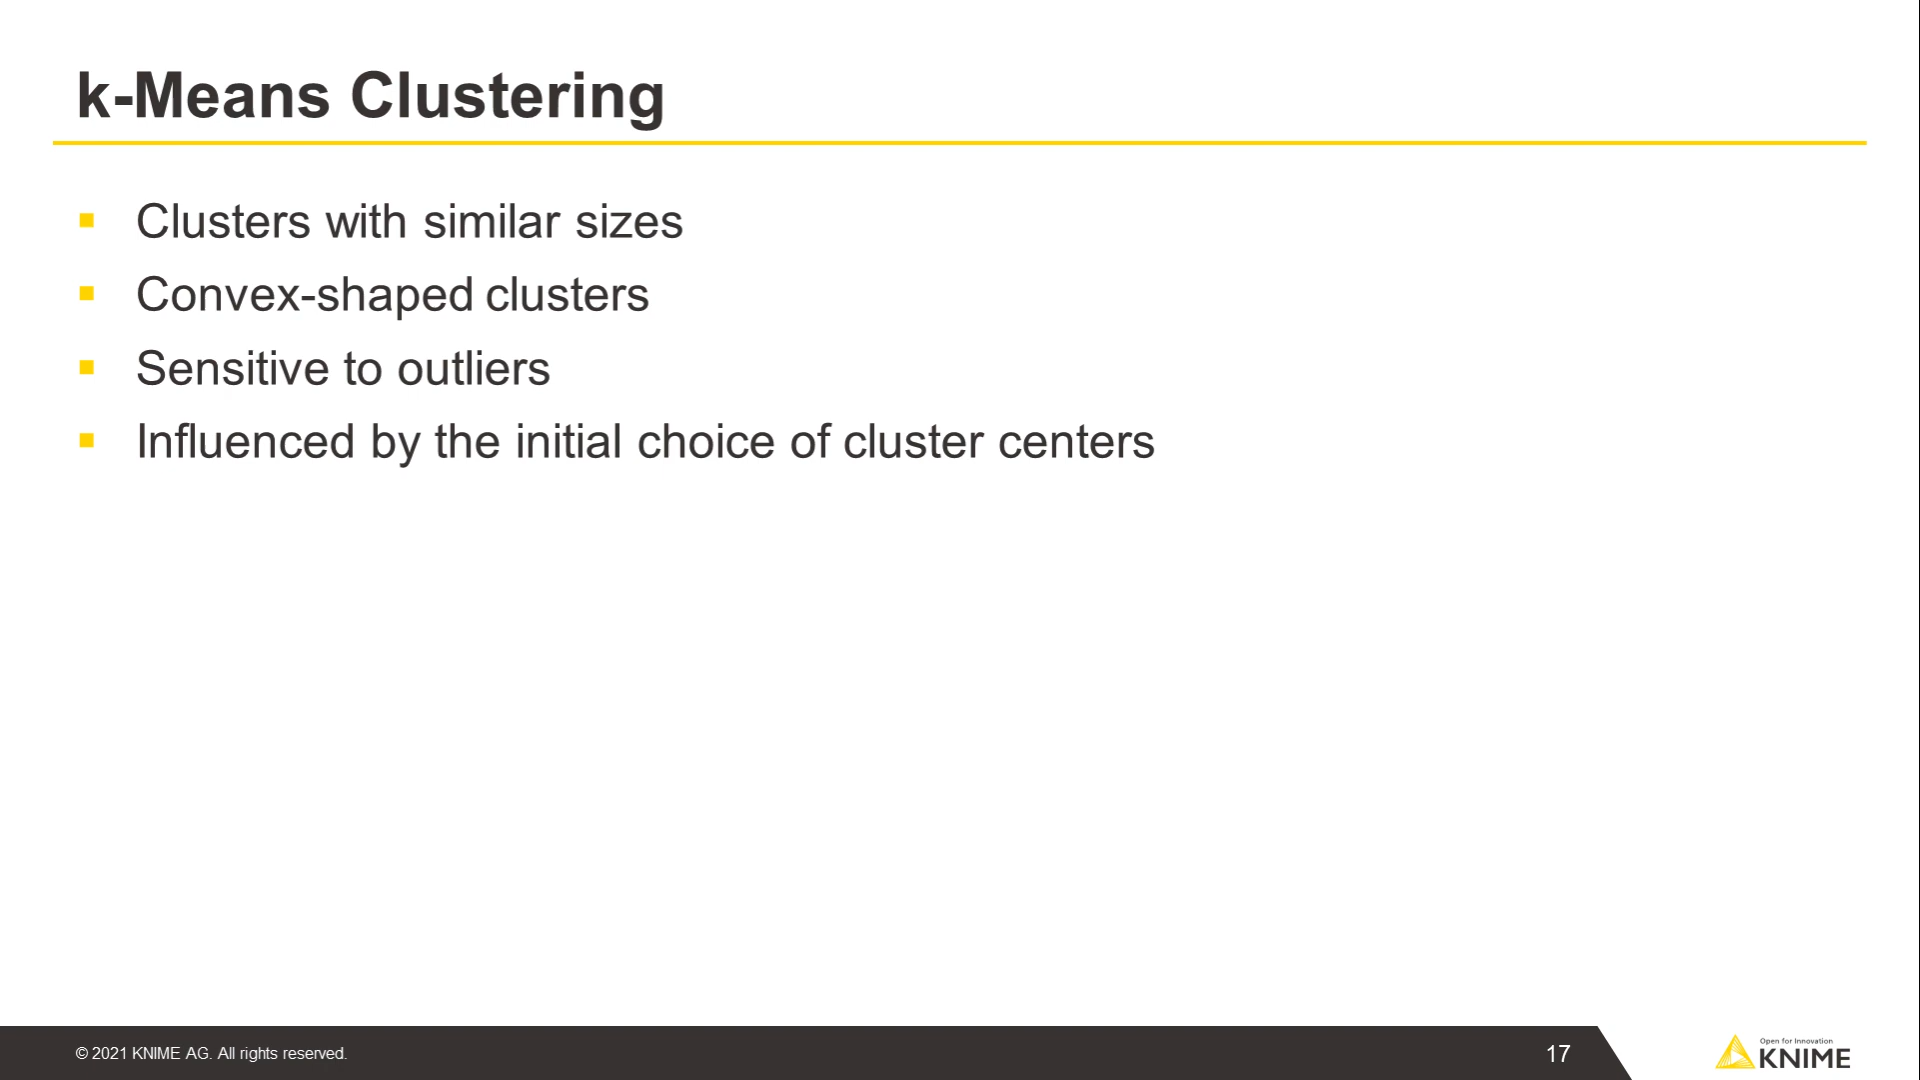 k-Means Clustering
Clusters with similar sizes
Convex-shaped clusters
Sensitive to outliers
Influenced by the initial choice of cluster centers
© 2021 KNIME AG. All rights reserved.
17
Open for Innovation
KNIME